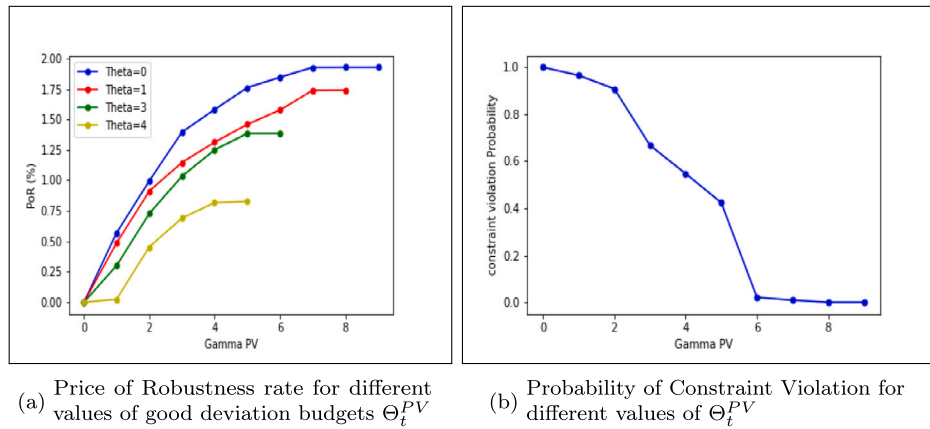 2.00
1.75
1.50
1.25
1.00
0.75
0.50
0.25
0.00
PoR (%)
Theta=0
Theta=1
Theta=3
Theta=4
0 2 4 6 8
Gamma PV
1.0
0.8
0.6
0.4
0.2
0.0
constraint violation Probability
0 2 4 6 8
Gamma PV
(a) Price of Robustness rate for different
values of good deviation budgets Θ_t^{PV}
(b) Probability of Constraint Violation for
different values of Θ_t^{PV}